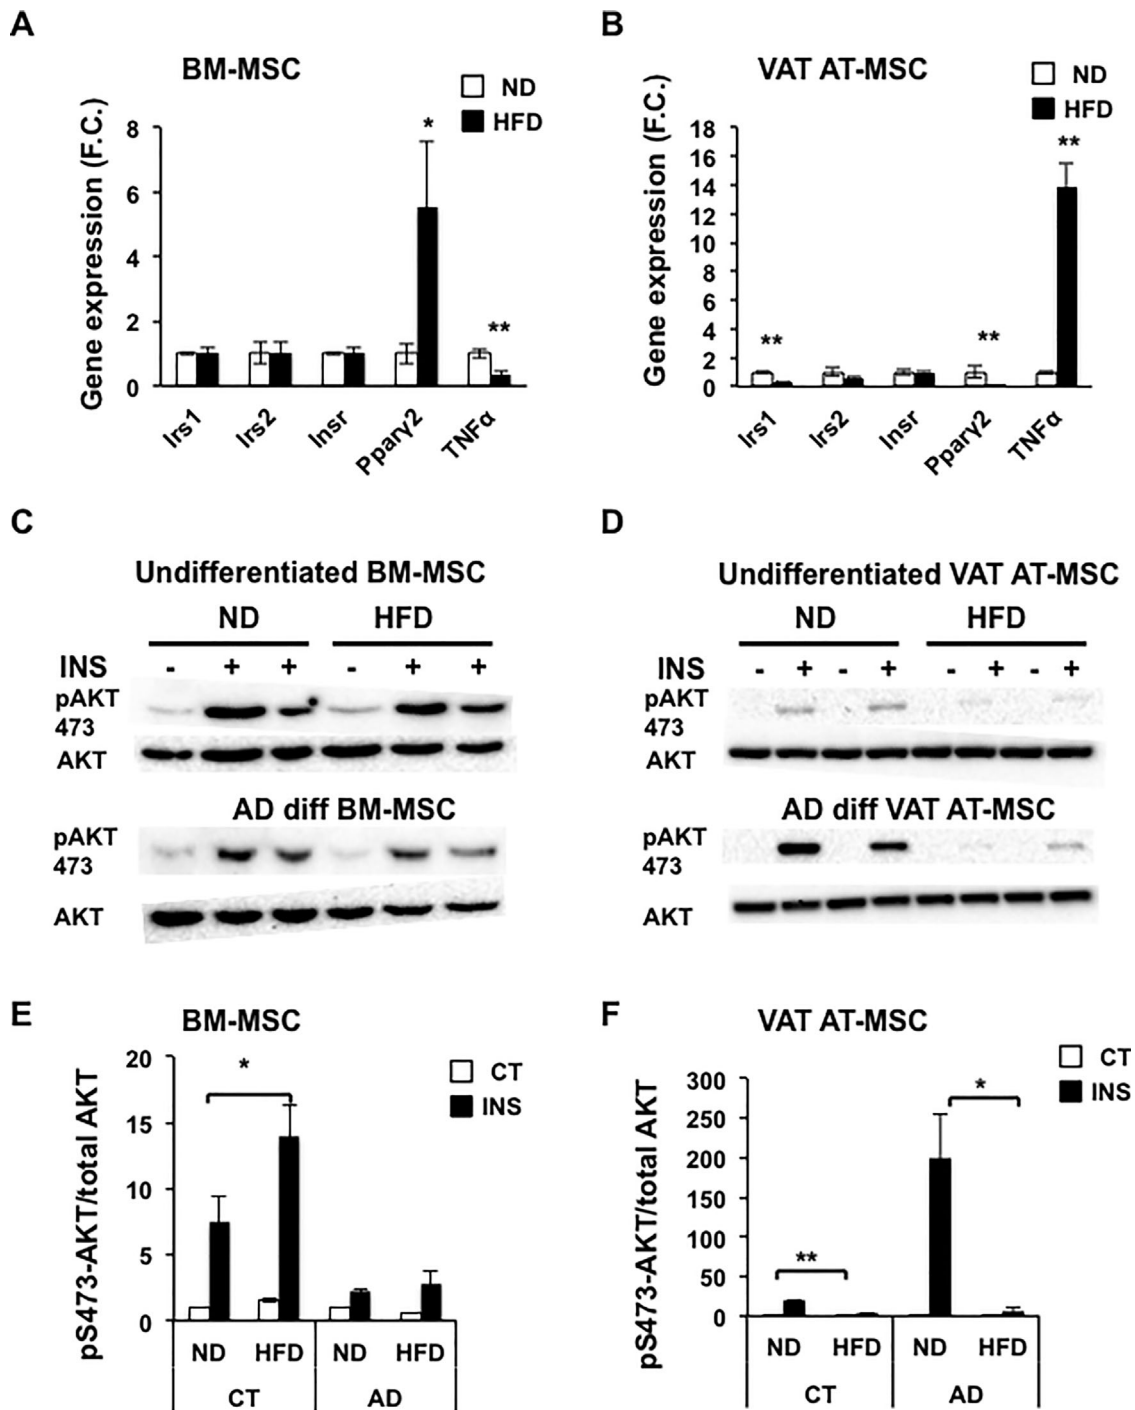 A
BM-MSC
ND
HFD
Gene expression (F.C.)
8
6
4
2
0
*
**
Irs1
Irs2
Insr
Pparγ2
TNFα
B
VAT AT-MSC
ND
HFD
Gene expression (F.C.)
18
16
14
12
10
8
6
4
2
0
**
**
**
Irs1
Irs2
Insr
Pparγ2
TNFα
C
Undifferentiated BM-MSC
ND HFD
INS - + + - + +
pAKT
473
AKT
AD diff BM-MSC
pAKT
473
AKT
D
Undifferentiated VAT AT-MSC
ND HFD
INS - + - + - + - +
pAKT
473
AKT
AD diff VAT AT-MSC
pAKT
473
AKT
E
BM-MSC
CT
INS
pS473-AKT/total AKT
20
15
10
5
0
*
ND HFD ND HFD
CT AD
F
VAT AT-MSC
CT
INS
pS473-AKT/total AKT
300
250
200
150
100
50
0
**
*
ND HFD ND HFD
CT AD